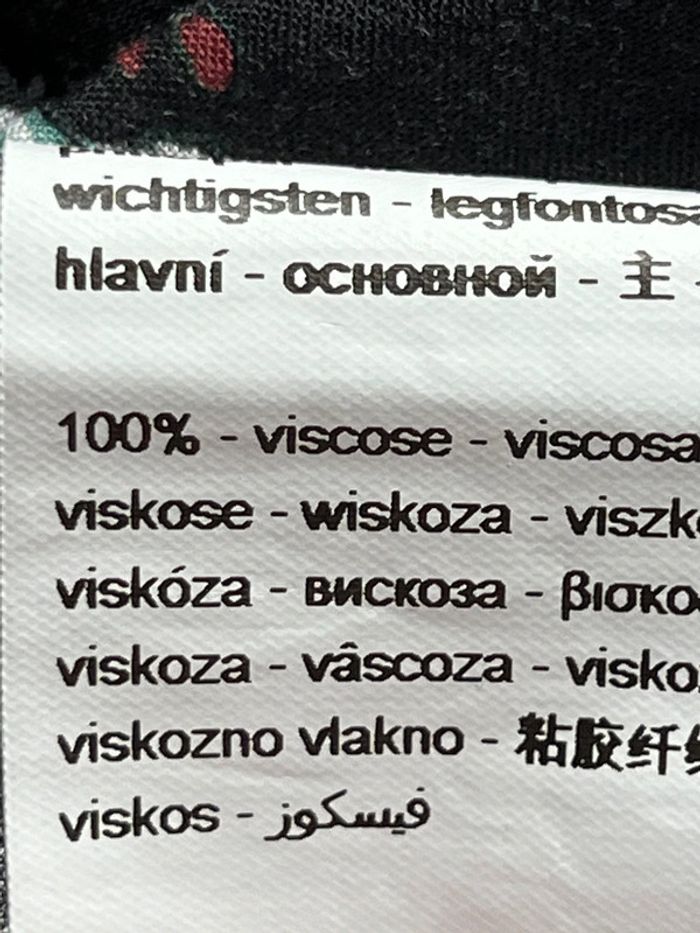 wichtigsten - legfontos
hlavní - основной - 主 -
100% - viscose - viscosa
viskose - wiskoza - viszk
viskóza - вискоза - βισκο
viskoza - vâscoza - visko
viskozno vlakno - 粘胶纤
viskos - فيسكوز